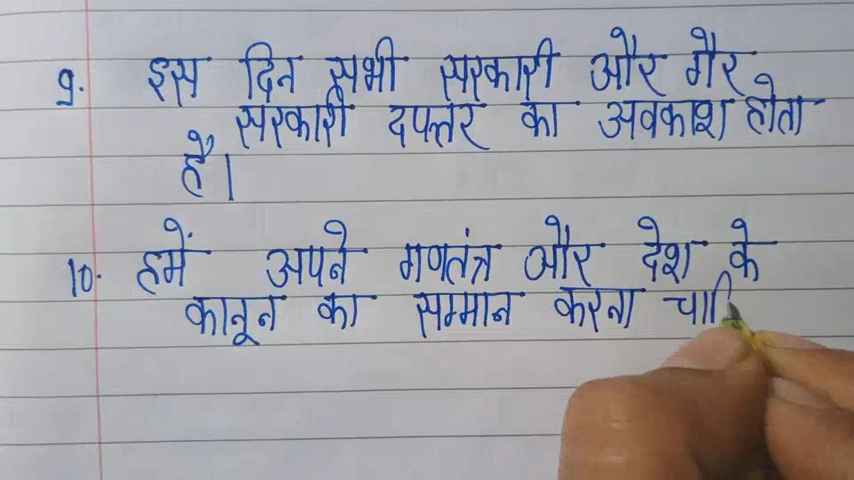 9. इस दिन सभी सरकारी और गैर
सरकारी दफ्तर का अवकाश होता
है।
10. हमें अपने गणतंत्र और देश के
कानून का सम्मान करना चाि